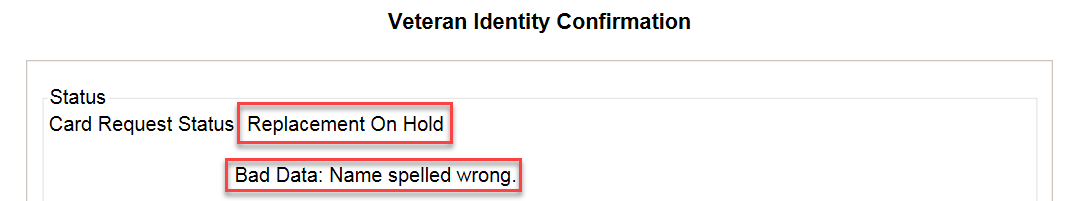 Veteran Identity Confirmation
Status
Card Request Status Replacement On Hold
Bad Data: Name spelled wrong.